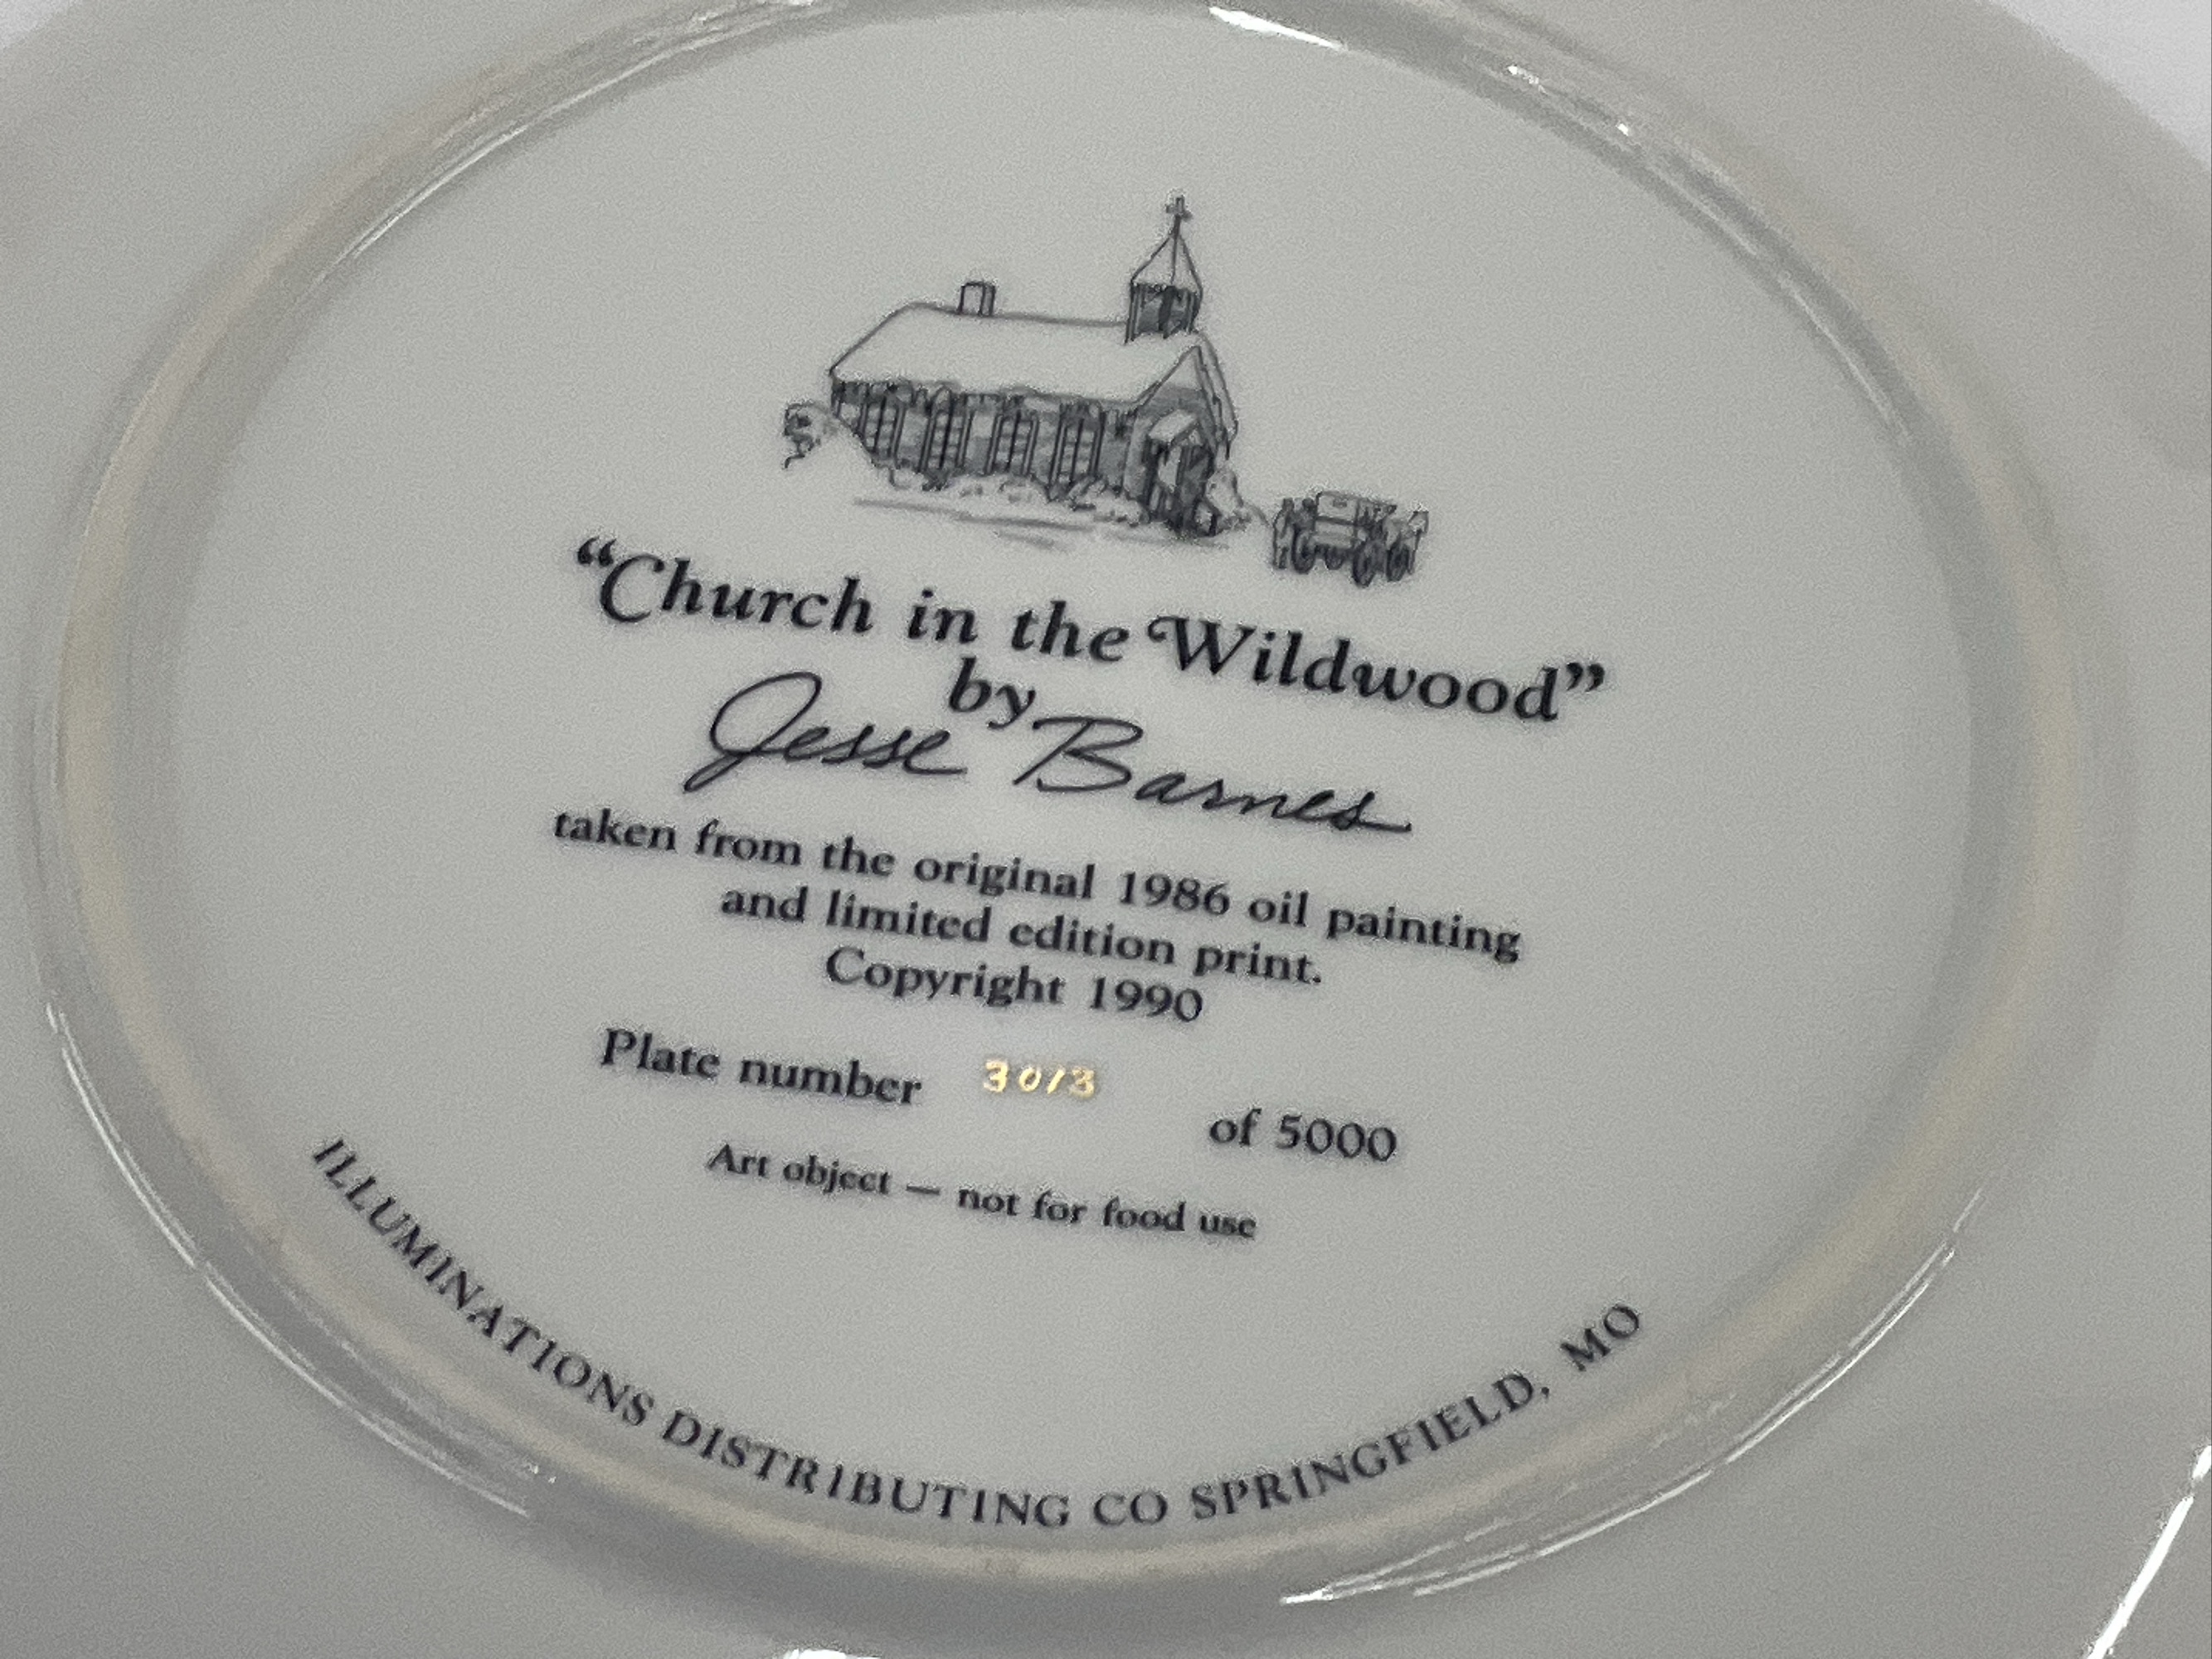 “Church in the Wildwood”
by
Jesse Barnes
taken from the original 1986 oil painting
and limited edition print.
Copyright 1990
Plate number 3013 of 5000
Art object — not for food use
ILLUMINATIONS DISTRIBUTING CO SPRINGFIELD, MO